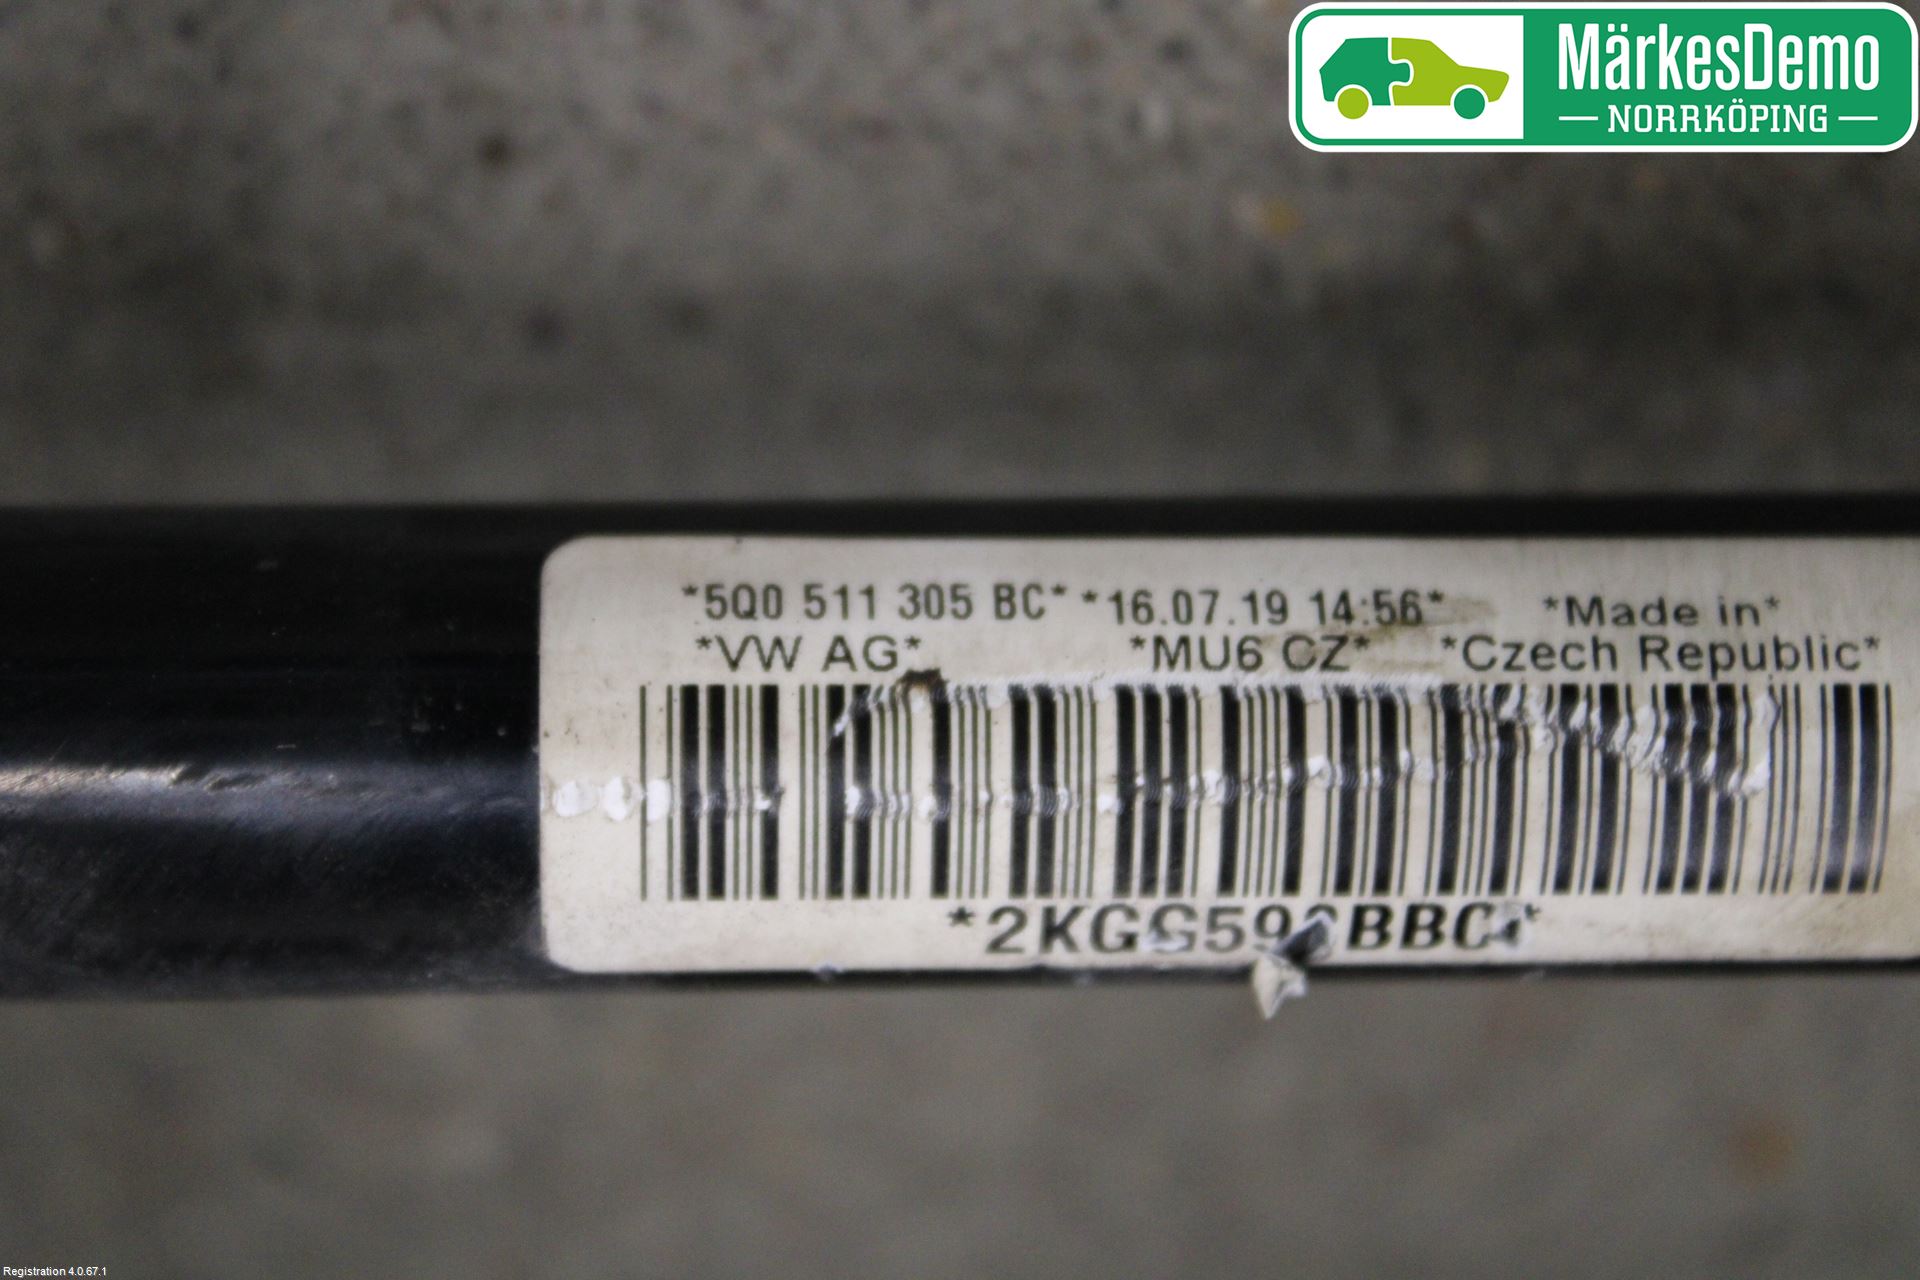 MärkesDemo
NORRKÖPING
*5Q0 511 305 BC* *16.07.19 14:56* *Made in*
*VW AG* *MU6 CZ* *Czech Republic*
Registration 4.0.67.1